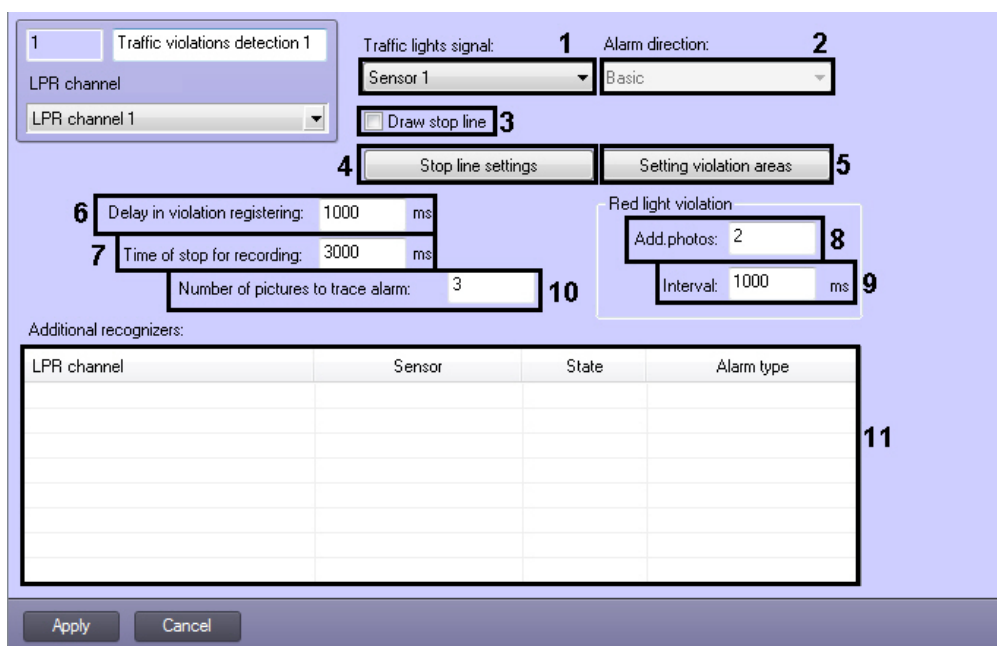 1 Traffic violations detection 1
LPR channel
LPR channel 1
Traffic lights signal: 1 Alarm direction: 2
Sensor 1 Basic
Draw stop line 3
4 Stop line settings Setting violation areas 5
6 Delay in violation registering: 1000 ms
7 Time of stop for recording: 3000 ms
Number of pictures to trace alarm: 3 10
Red light violation
Add.photos: 2 8
Interval: 1000 ms 9
Additional recognizers:
LPR channel Sensor State Alarm type
11
Apply Cancel